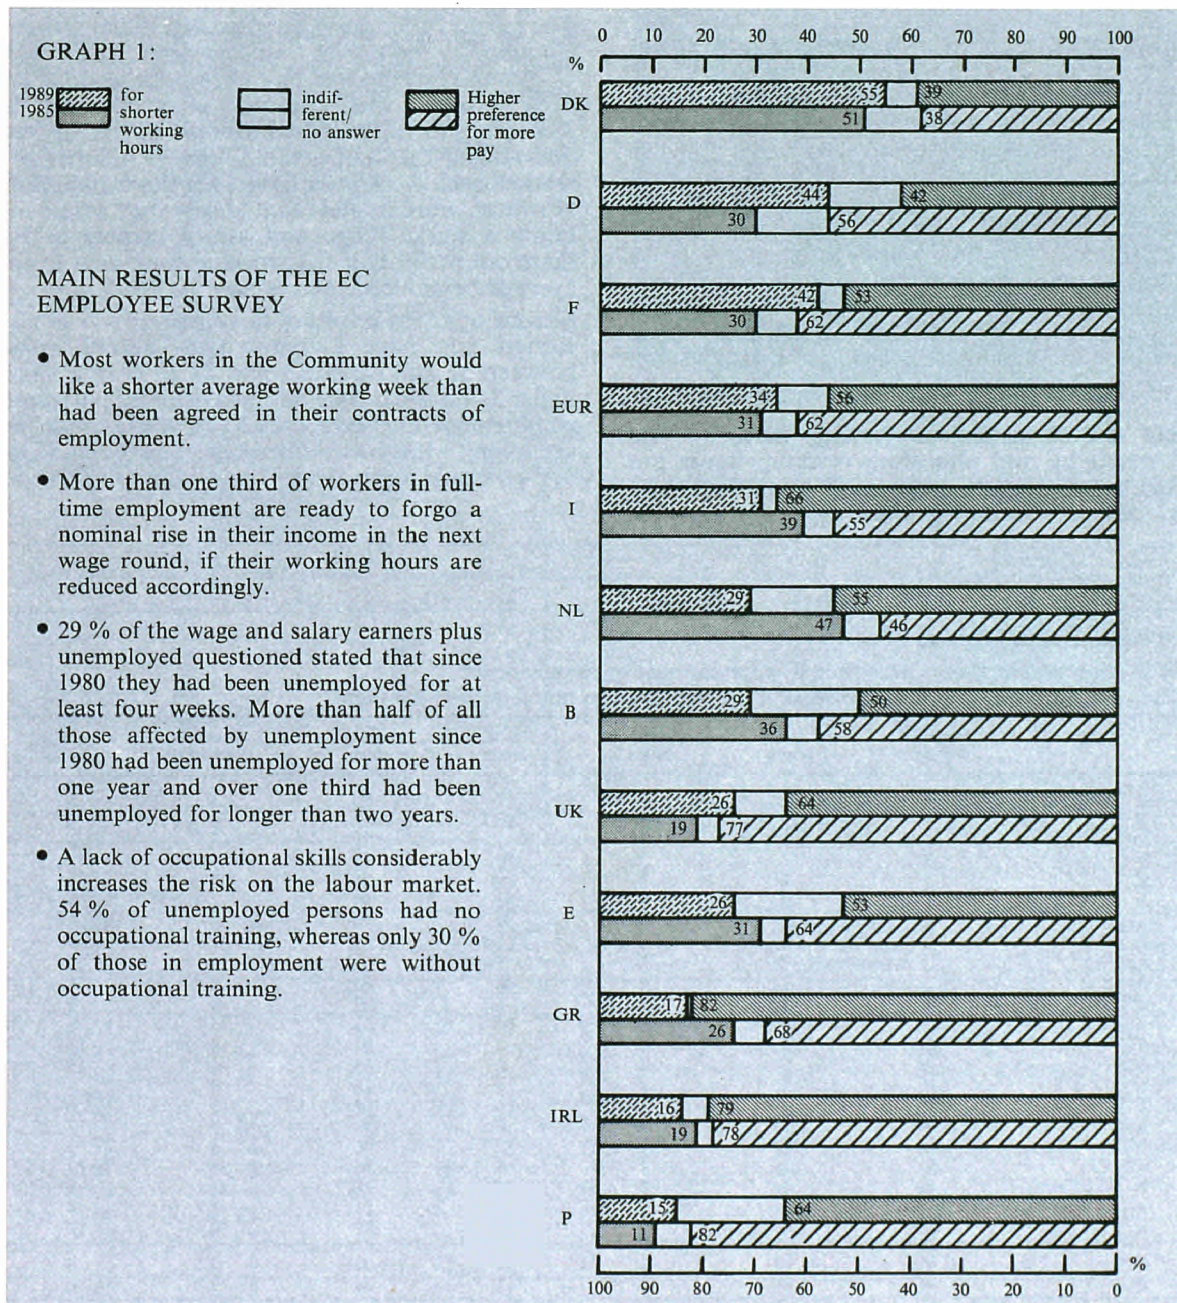 GRAPH 1:
1989
1985
for
shorter
working
hours
indif-
ferent/
no answer
Higher
preference
for more
pay
MAIN RESULTS OF THE EC
EMPLOYEE SURVEY
• Most workers in the Community would
like a shorter average working week than
had been agreed in their contracts of
employment.
• More than one third of workers in full-
time employment are ready to forgo a
nominal rise in their income in the next
wage round, if their working hours are
reduced accordingly.
• 29 % of the wage and salary earners plus
unemployed questioned stated that since
1980 they had been unemployed for at
least four weeks. More than half of all
those affected by unemployment since
1980 had been unemployed for more than
one year and over one third had been
unemployed for longer than two years.
• A lack of occupational skills considerably
increases the risk on the labour market.
54 % of unemployed persons had no
occupational training, whereas only 30 %
of those in employment were without
occupational training.
0 10 20 30 40 50 60 70 80 90 100
%
DK 55 39
51 38
D 44 42
30 56
F 42 53
30 62
EUR 34 56
31 62
I 31 66
39 55
NL 29 55
47 46
B 29 50
36 58
UK 26 64
19 77
E 26 53
31 64
GR 17 82
26 68
IRL 16 79
19 78
P 15 64
11 82
%
100 90 80 70 60 50 40 30 20 10 0